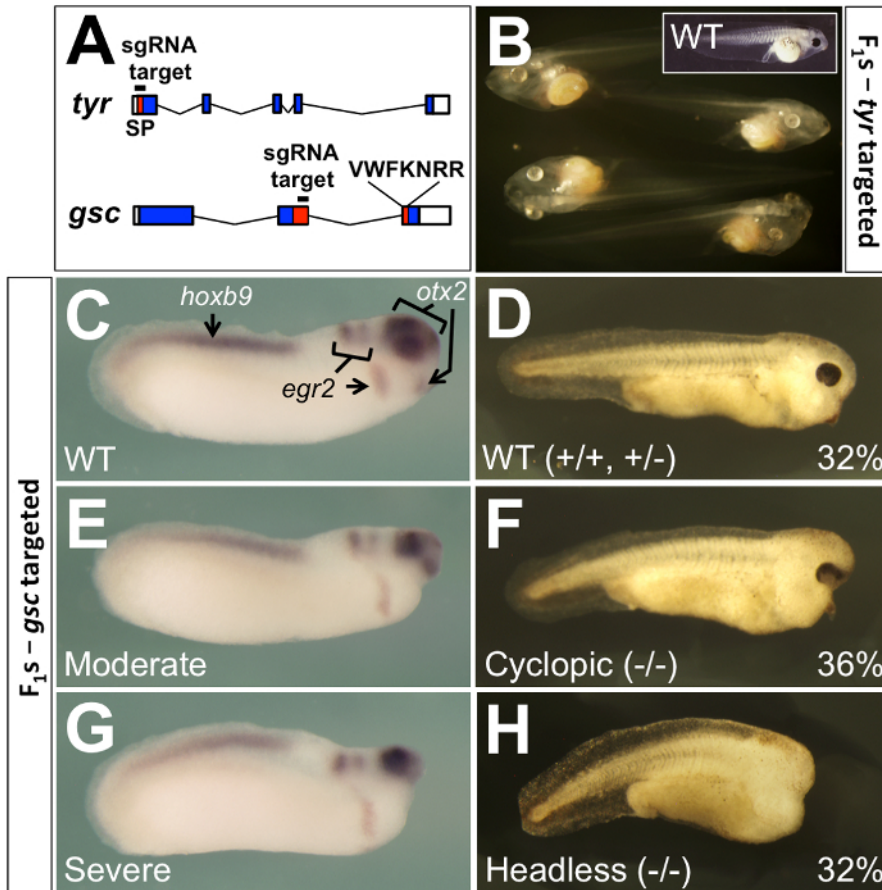 A
sgRNA
target
tyr
SP
sgRNA
target
VWFKNRR
gsc
B
WT
F1s – tyr targeted
F1s – gsc targeted
C
hoxb9
otx2
egr2
WT
D
WT (+/+, +/-)
32%
E
Moderate
F
Cyclopic (-/-)
36%
G
Severe
H
Headless (-/-)
32%